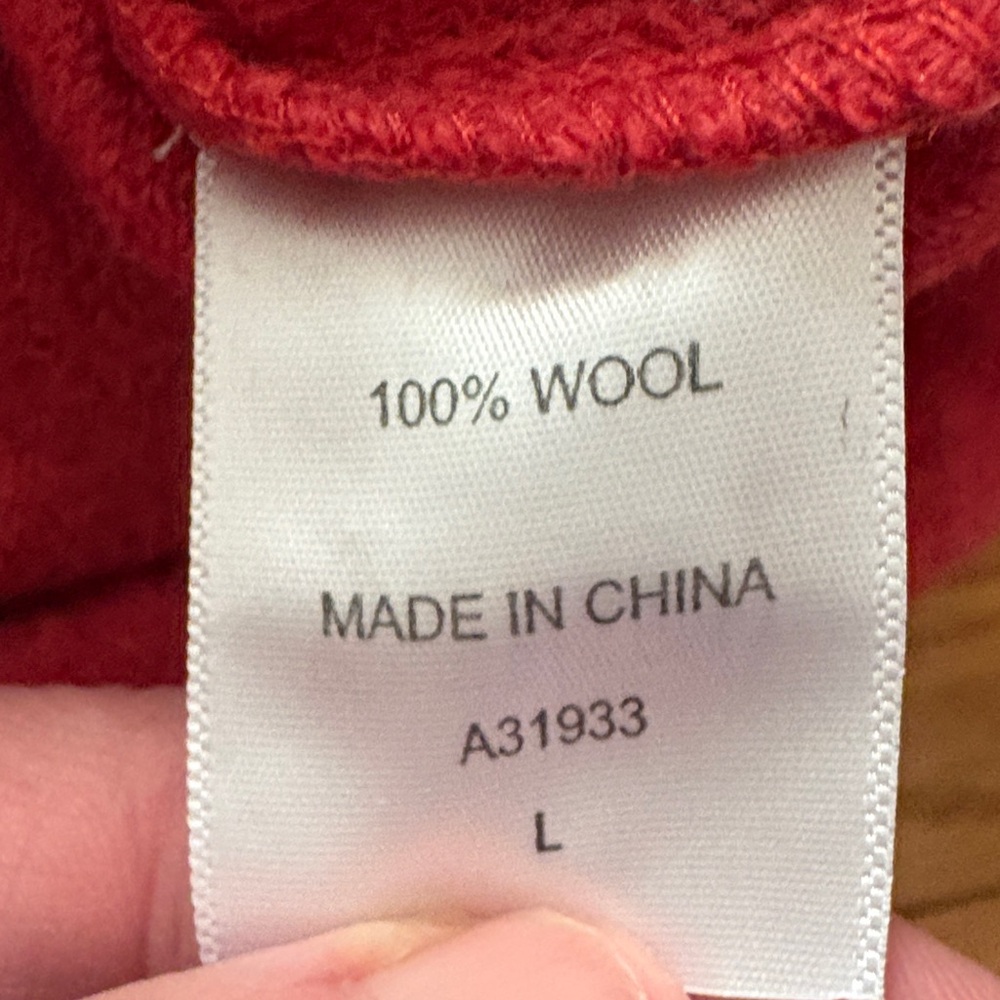 100% WOOL
MADE IN CHINA
A31933
L